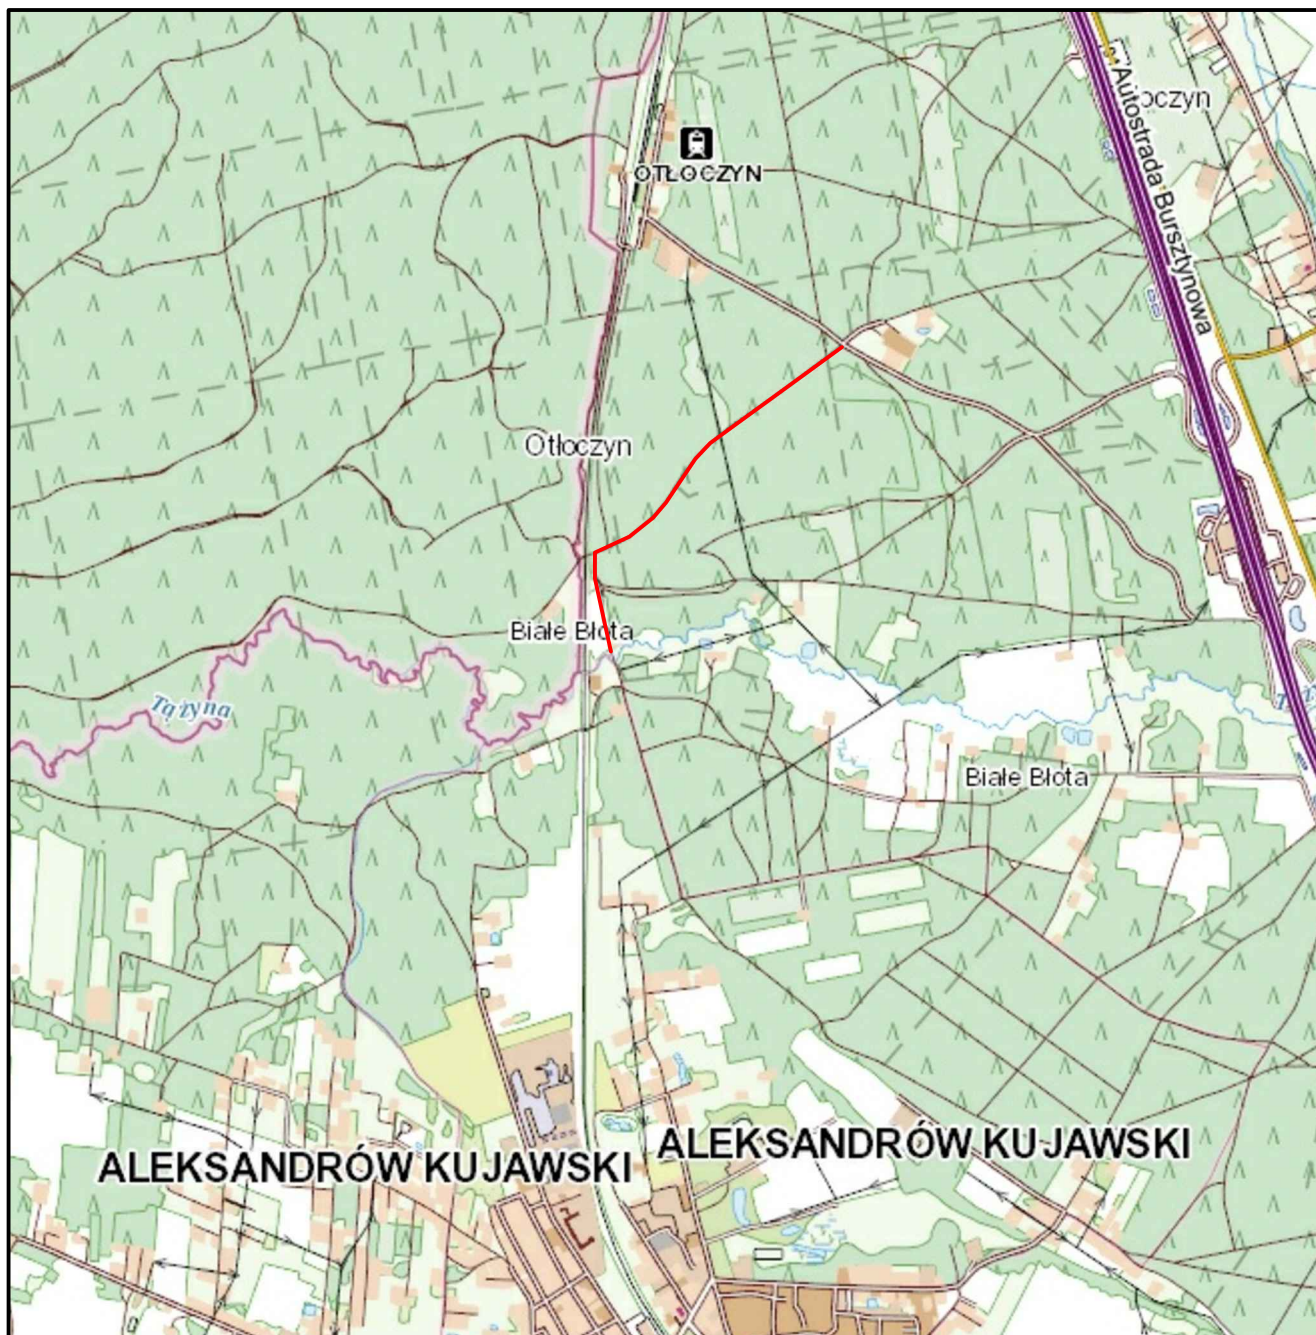 oczyn
Autostrada Bursztynowa
OTŁOCZYN
Otłoczyn
Białe Błota
Tążyna
Białe Błota
ALEKSANDRÓW KUJAWSKI
ALEKSANDRÓW KUJAWSKI